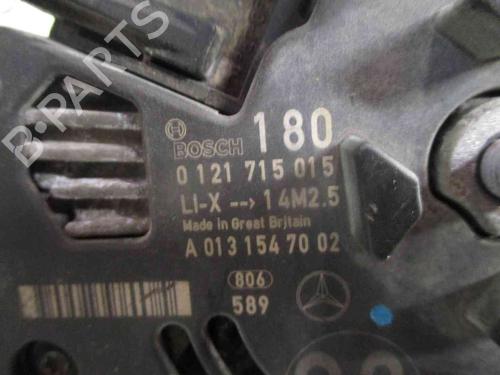 B-PARTS
BOSCH 180
0 121 715 015
LI-X --> 14M2.5
Made in Great Britain
A 013 154 70 02
806
589